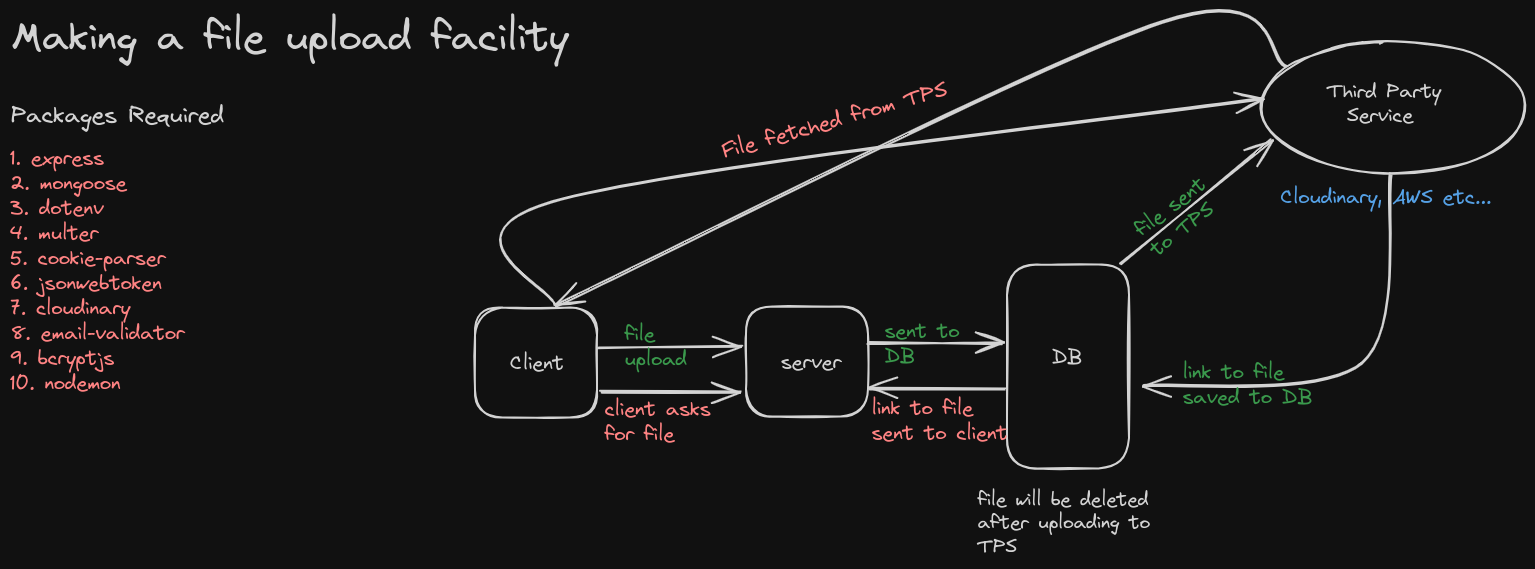 Making a file upload facility
Packages Required
1. express
2. mongoose
3. dotenv
4. multer
5. cookie-parser
6. jsonwebtoken
7. cloudinary
8. email-validator
9. bcryptjs
10. nodemon
File fetched from TPS
Third Party
Service
Cloudinary, AWS etc...
file sent
to TPS
Client
file
upload
client asks
for file
server
sent to
DB
link to file
sent to client
DB
link to file
saved to DB
file will be deleted
after uploading to
TPS